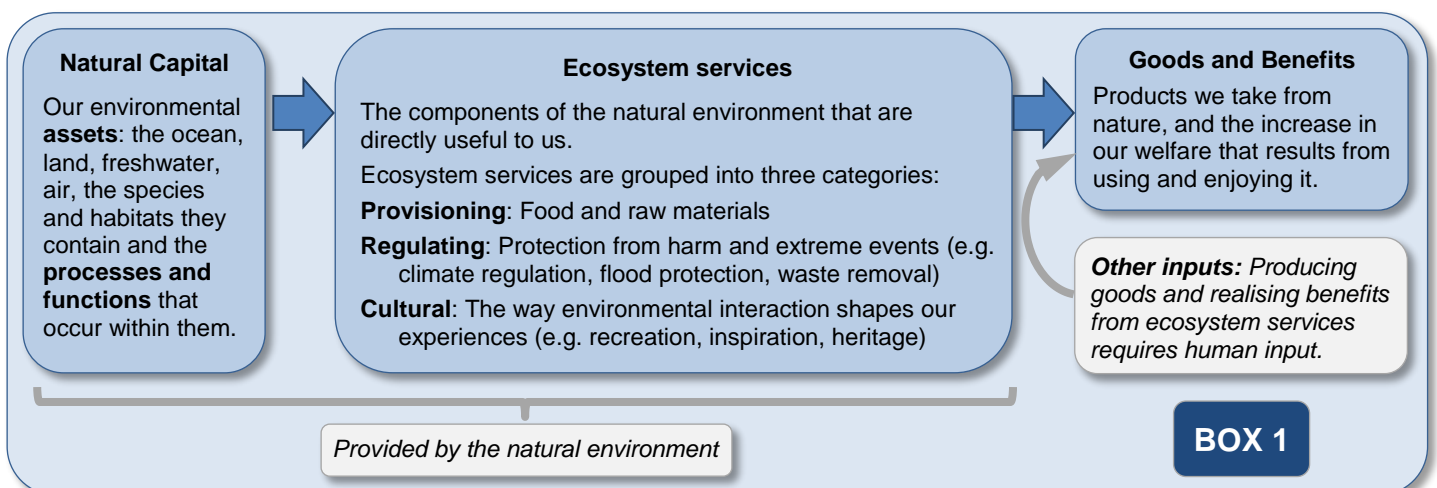 Natural Capital
Our environmental
assets: the ocean,
land, freshwater,
air, the species
and habitats they
contain and the
processes and
functions that
occur within them.
Ecosystem services
The components of the natural environment that are
directly useful to us.
Ecosystem services are grouped into three categories:
Provisioning: Food and raw materials
Regulating: Protection from harm and extreme events (e.g.
climate regulation, flood protection, waste removal)
Cultural: The way environmental interaction shapes our
experiences (e.g. recreation, inspiration, heritage)
Goods and Benefits
Products we take from
nature, and the increase in
our welfare that results from
using and enjoying it.
Other inputs: Producing
goods and realising benefits
from ecosystem services
requires human input.
Provided by the natural environment
BOX 1